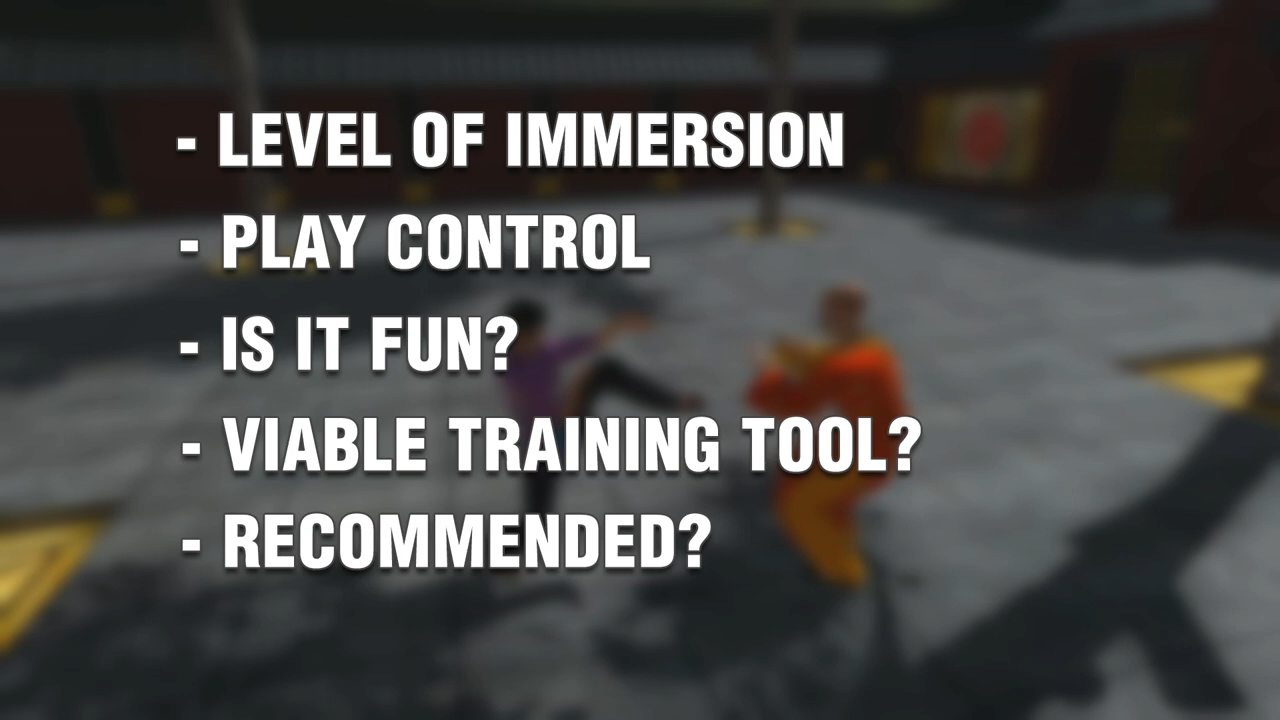 - LEVEL OF IMMERSION
- PLAY CONTROL
- IS IT FUN?
- VIABLE TRAINING TOOL?
- RECOMMENDED?